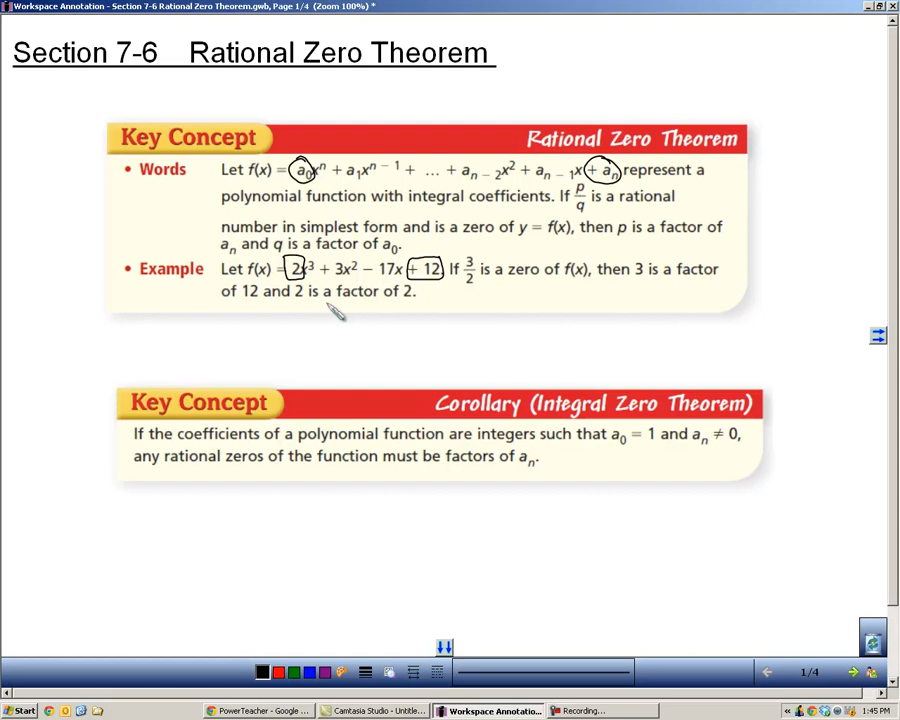 Workspace Annotation - Section 7-6 Rational Zero Theorem.gwb, Page 1/4 (Zoom 100%) *
Section 7-6 Rational Zero Theorem
Key Concept Rational Zero Theorem
• Words Let f(x) = a₀xⁿ + a₁xⁿ⁻¹ + ... + aₙ₋₂x² + aₙ₋₁x + aₙ represent a
polynomial function with integral coefficients. If p/q is a rational
number in simplest form and is a zero of y = f(x), then p is a factor of
aₙ and q is a factor of a₀.
• Example Let f(x) = 2x³ + 3x² − 17x + 12. If 3/2 is a zero of f(x), then 3 is a factor
of 12 and 2 is a factor of 2.
Key Concept Corollary (Integral Zero Theorem)
If the coefficients of a polynomial function are integers such that a₀ = 1 and aₙ ≠ 0,
any rational zeros of the function must be factors of aₙ.
1/4
Start PowerTeacher - Google ... Camtasia Studio - Untitle... Workspace Annotation... Recording... 1:45 PM